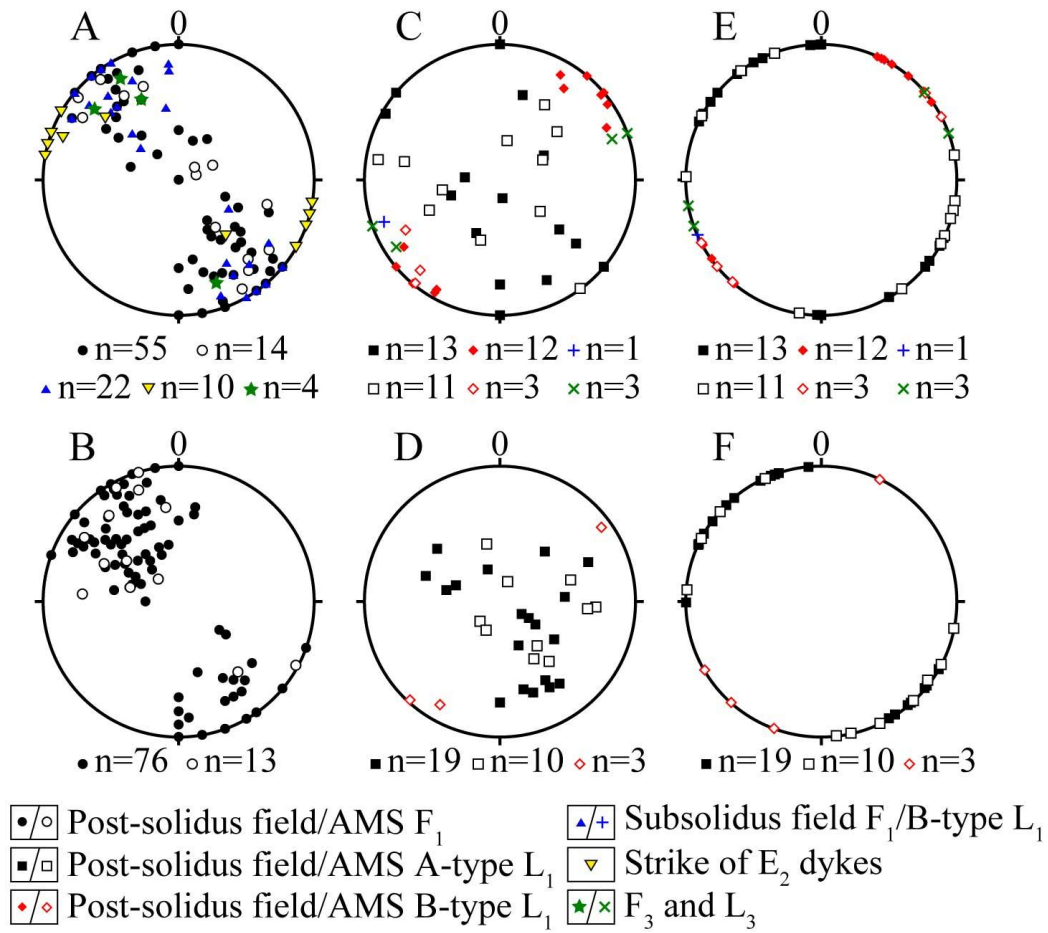 A 0 C 0 E 0
n=55 n=14 n=13 n=12 n=1 n=13 n=12 n=1
n=22 n=10 n=4 n=11 n=3 n=3 n=11 n=3 n=3
B 0 D 0 F 0
n=76 n=13 n=19 n=10 n=3 n=19 n=10 n=3
/ Post-solidus field/AMS F₁
/ Post-solidus field/AMS A-type L₁
/ Post-solidus field/AMS B-type L₁
/ Subsolidus field F₁/B-type L₁
Strike of E₂ dykes
/ F₃ and L₃